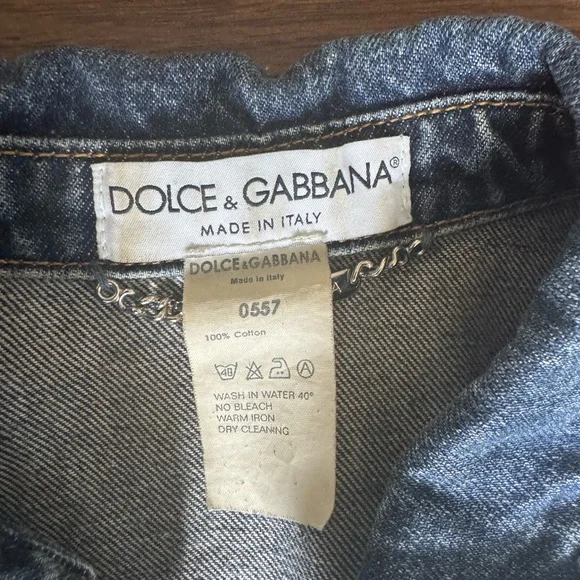 DOLCE & GABBANA®
MADE IN ITALY
DOLCE&GABBANA
Made in Italy
0557
100% Cotton
40 A
WASH IN WATER 40°
NO BLEACH
WARM IRON
DRY CLEANING